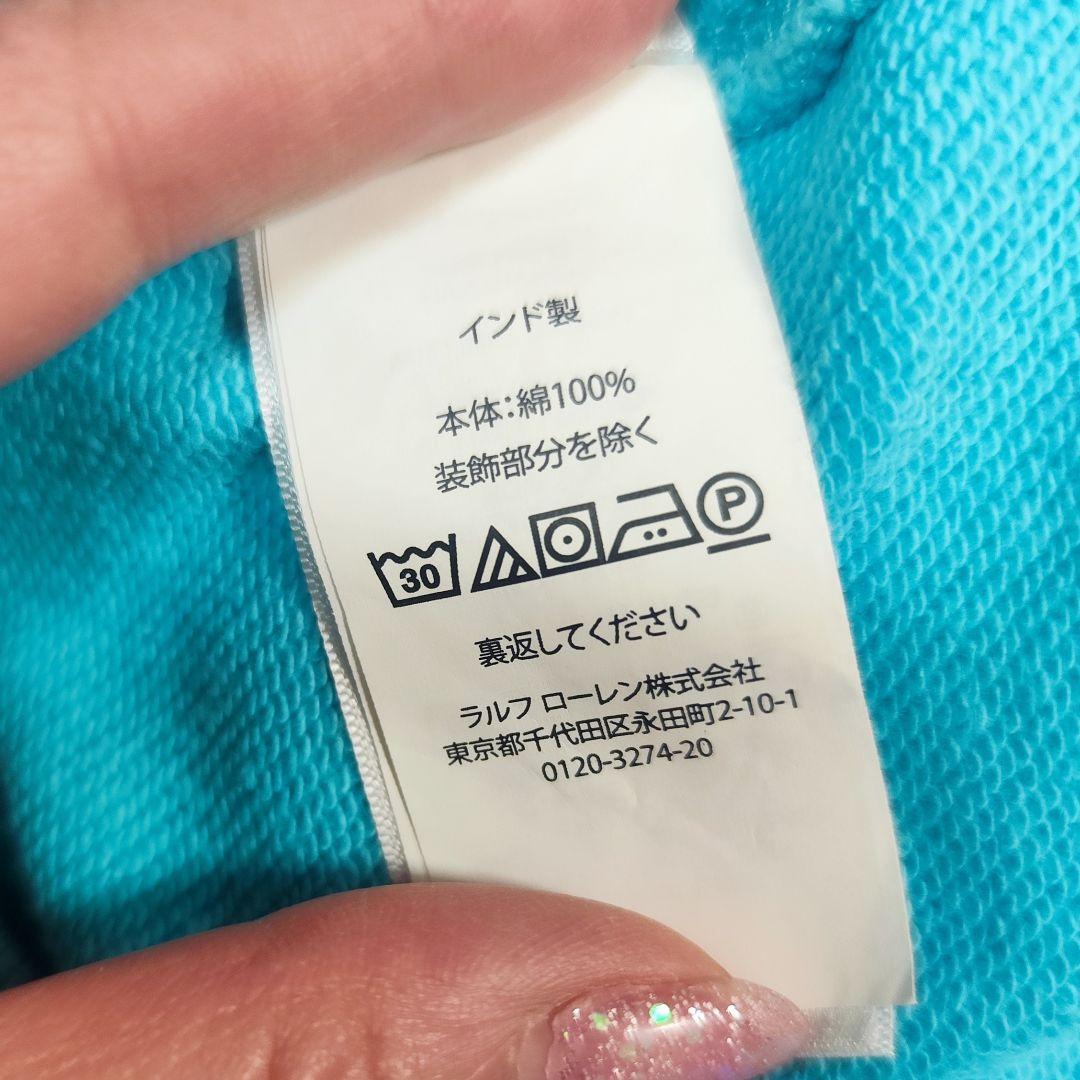 インド製
本体:綿100%
装飾部分を除く
30 P
裏返してください
ラルフ ローレン株式会社
東京都千代田区永田町2-10-1
0120-3274-20